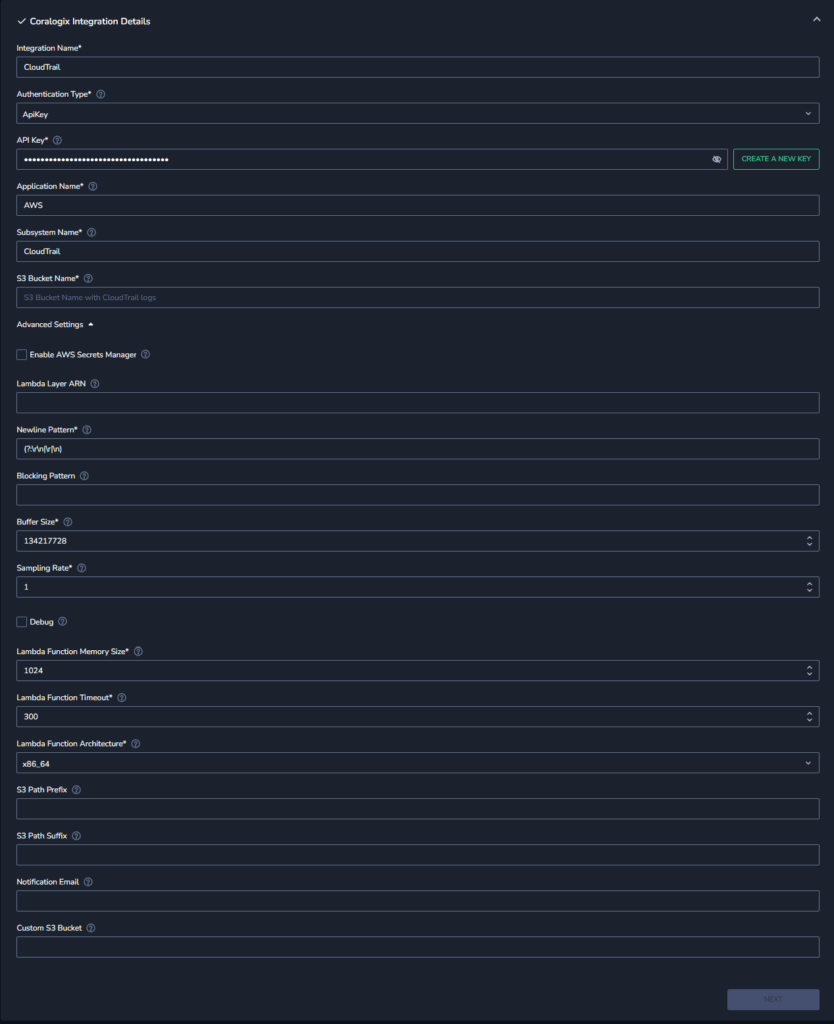 Coralogix Integration Details
Integration Name*
CloudTrail
Authentication Type*
ApiKey
API Key*
•••••••••••••••••••••••••••••••••••
CREATE A NEW KEY
Application Name*
AWS
Subsystem Name*
CloudTrail
S3 Bucket Name*
S3 Bucket Name with CloudTrail logs
Advanced Settings
Enable AWS Secrets Manager
Lambda Layer ARN
Newline Pattern*
(?:\r\n|\r|\n)
Blocking Pattern
Buffer Size*
134217728
Sampling Rate*
1
Debug
Lambda Function Memory Size*
1024
Lambda Function Timeout*
300
Lambda Function Architecture*
x86_64
S3 Path Prefix
S3 Path Suffix
Notification Email
Custom S3 Bucket
NEXT